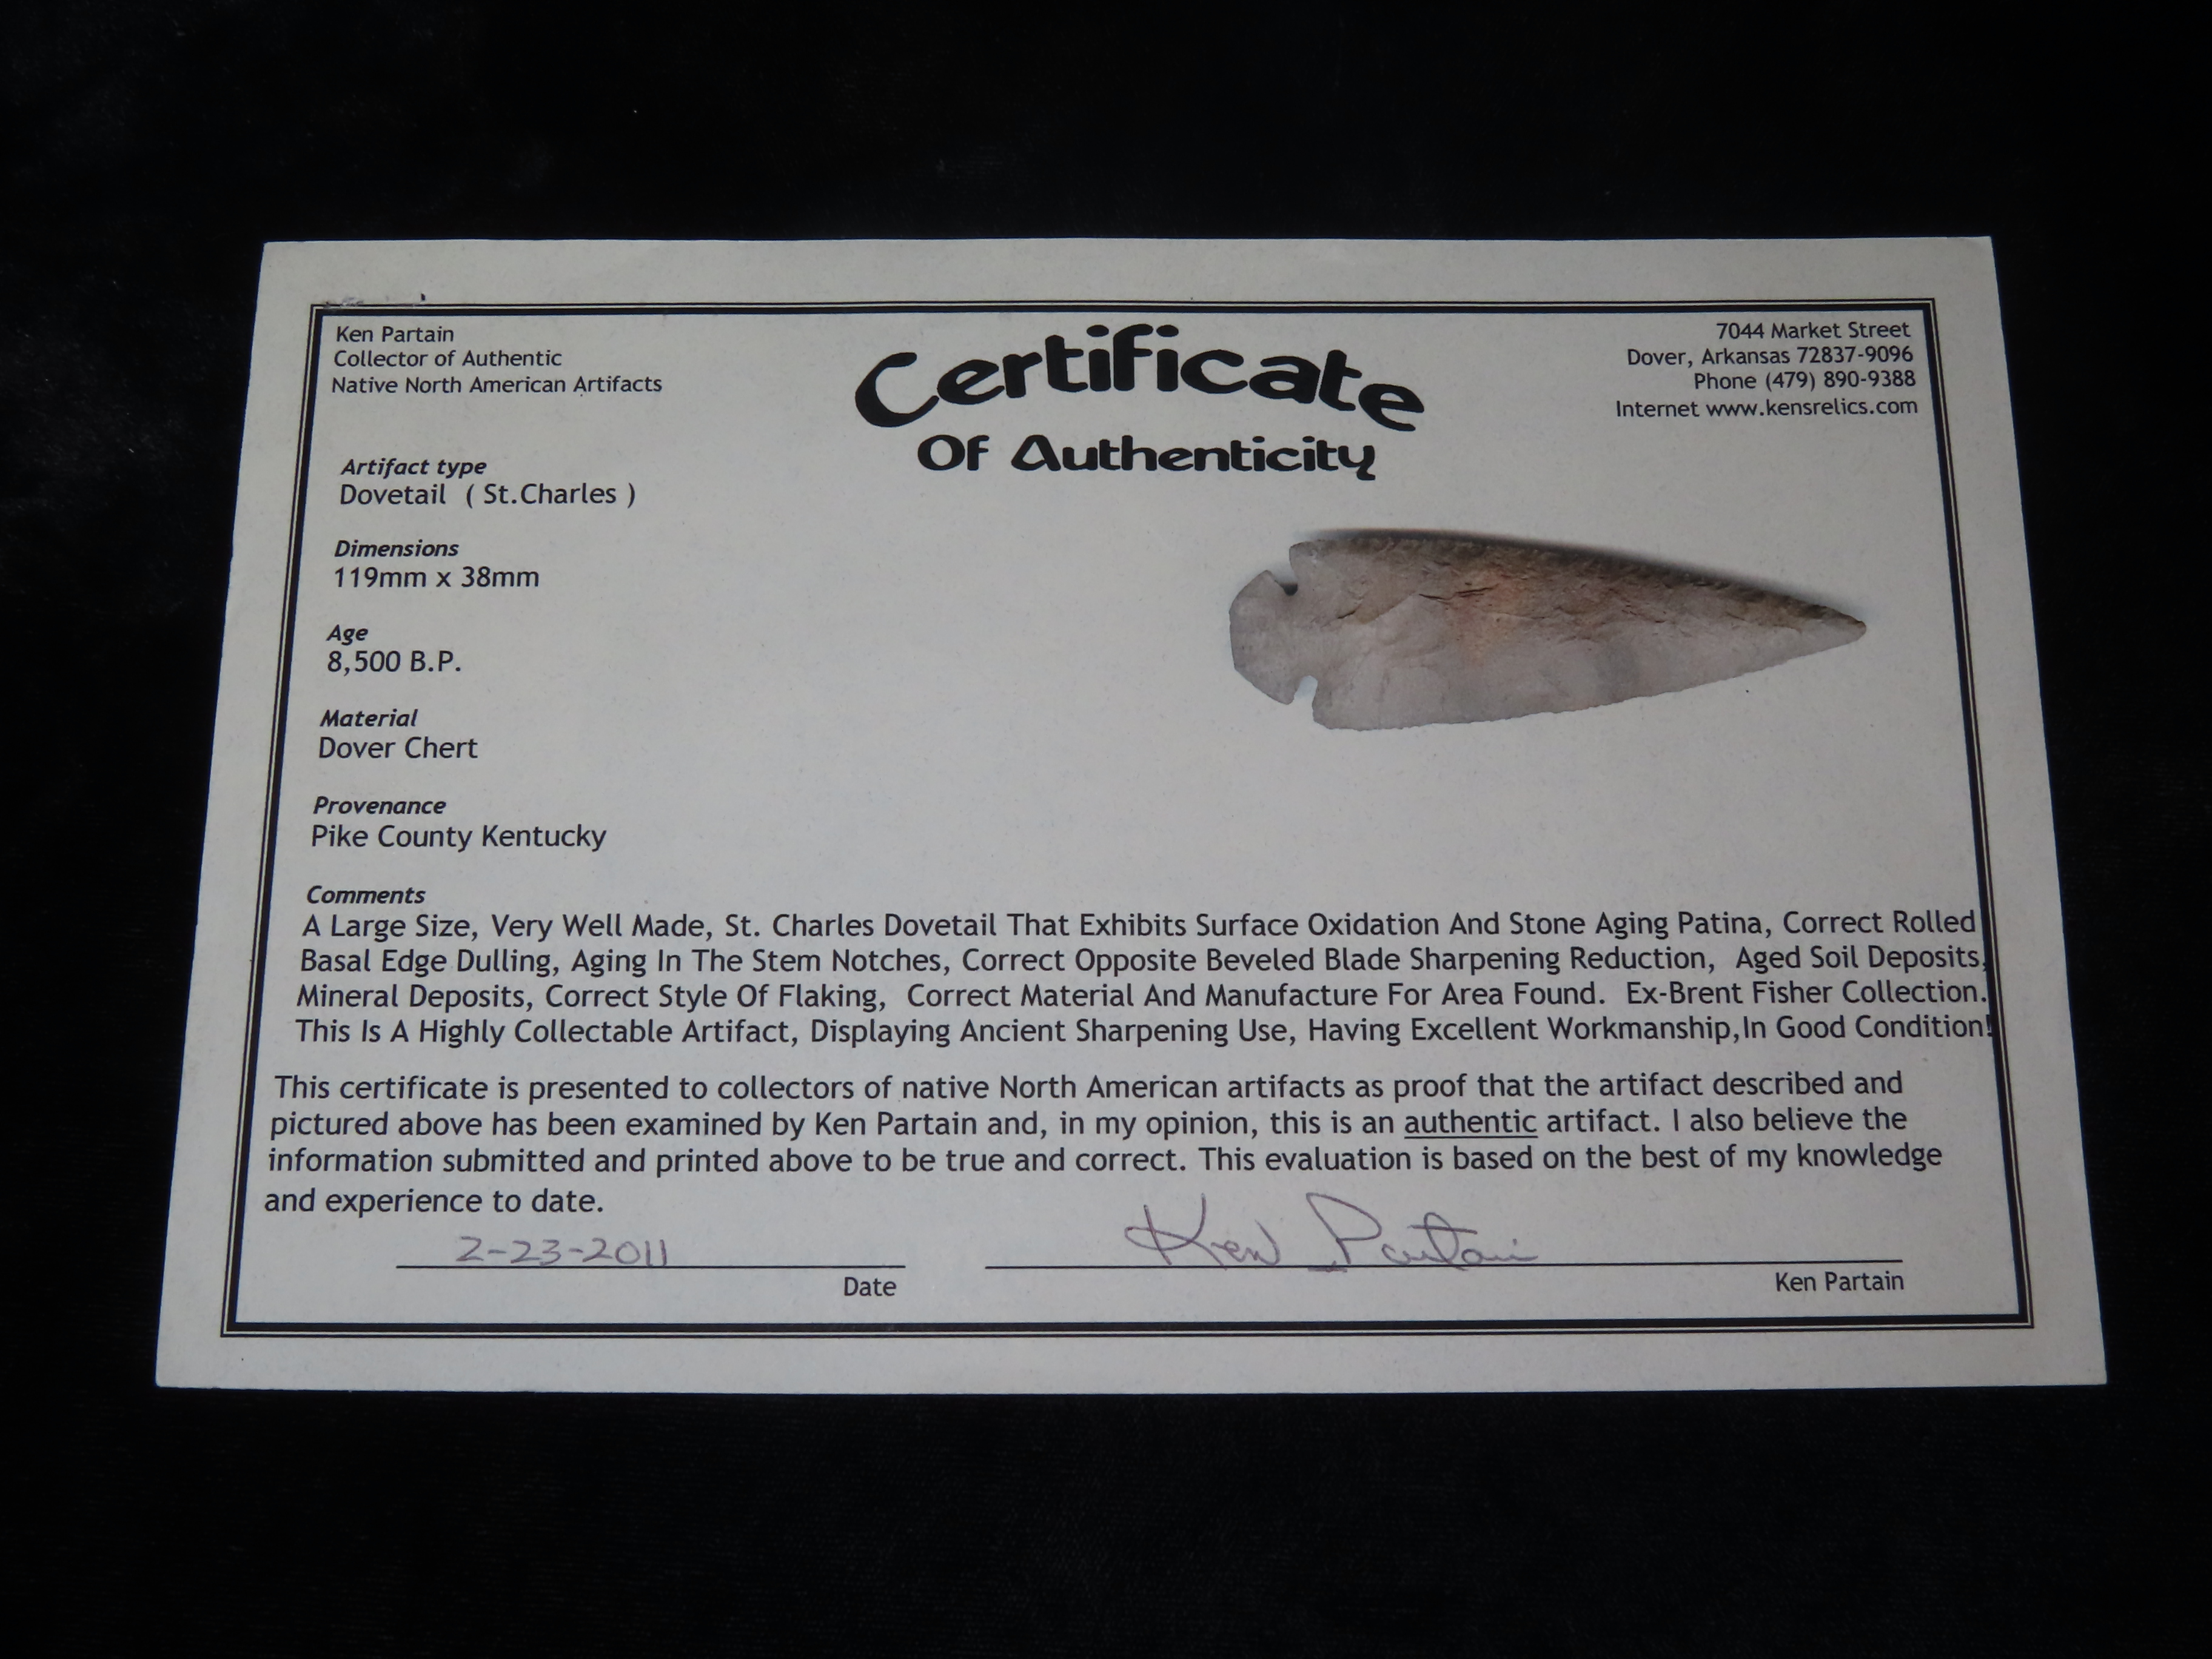 Ken Partain
Collector of Authentic
Native North American Artifacts
Certificate
Of Authenticity
7044 Market Street
Dover, Arkansas 72837-9096
Phone (479) 890-9388
Internet www.kensrelics.com
Artifact type
Dovetail ( St.Charles )
Dimensions
119mm x 38mm
Age
8,500 B.P.
Material
Dover Chert
Provenance
Pike County Kentucky
Comments
A Large Size, Very Well Made, St. Charles Dovetail That Exhibits Surface Oxidation And Stone Aging Patina, Correct Rolled
Basal Edge Dulling, Aging In The Stem Notches, Correct Opposite Beveled Blade Sharpening Reduction, Aged Soil Deposits,
Mineral Deposits, Correct Style Of Flaking, Correct Material And Manufacture For Area Found. Ex-Brent Fisher Collection.
This Is A Highly Collectable Artifact, Displaying Ancient Sharpening Use, Having Excellent Workmanship,In Good Condition!
This certificate is presented to collectors of native North American artifacts as proof that the artifact described and
pictured above has been examined by Ken Partain and, in my opinion, this is an authentic artifact. I also believe the
information submitted and printed above to be true and correct. This evaluation is based on the best of my knowledge
and experience to date.
2-23-2011
Ken Partain
Date
Ken Partain